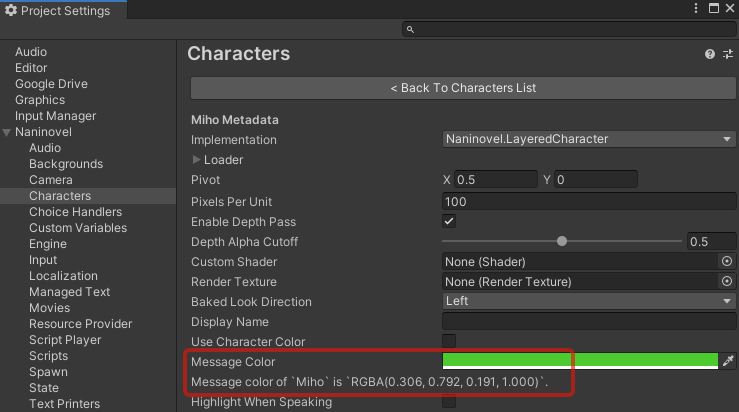 Project Settings
Audio
Editor
Google Drive
Graphics
Input Manager
Naninovel
Audio
Backgrounds
Camera
Characters
Choice Handlers
Custom Variables
Engine
Input
Localization
Managed Text
Movies
Resource Provider
Script Player
Scripts
Spawn
State
Text Printers
Characters
< Back To Characters List
Miho Metadata
Implementation Naninovel.LayeredCharacter
Loader
Pivot X 0.5 Y 0
Pixels Per Unit 100
Enable Depth Pass
Depth Alpha Cutoff 0.5
Custom Shader None (Shader)
Render Texture None (Render Texture)
Baked Look Direction Left
Display Name
Use Character Color
Message Color
Message color of `Miho` is `RGBA(0.306, 0.792, 0.191, 1.000)`.
Highlight When Speaking